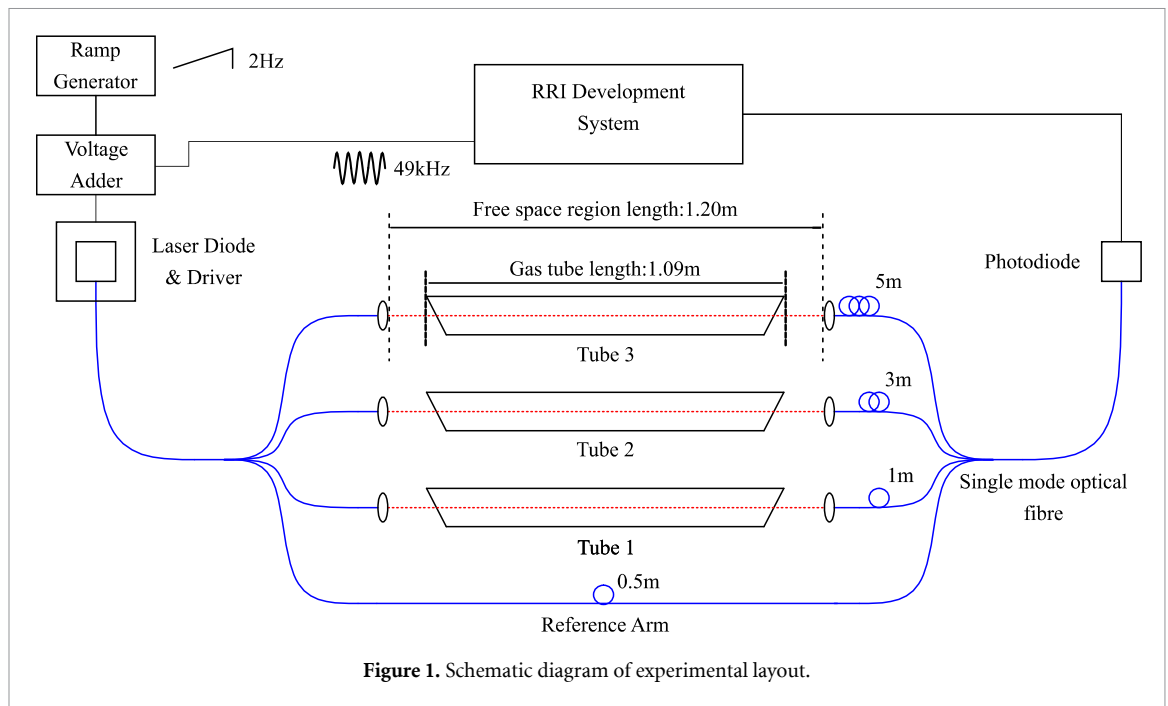 Ramp
Generator
2Hz
RRI Development
System
Voltage
Adder
49kHz
Free space region length:1.20m
Laser Diode
& Driver
Gas tube length:1.09m
Photodiode
5m
Tube 3
3m
Tube 2
1m
Single mode optical
fibre
Tube 1
0.5m
Reference Arm
Figure 1. Schematic diagram of experimental layout.